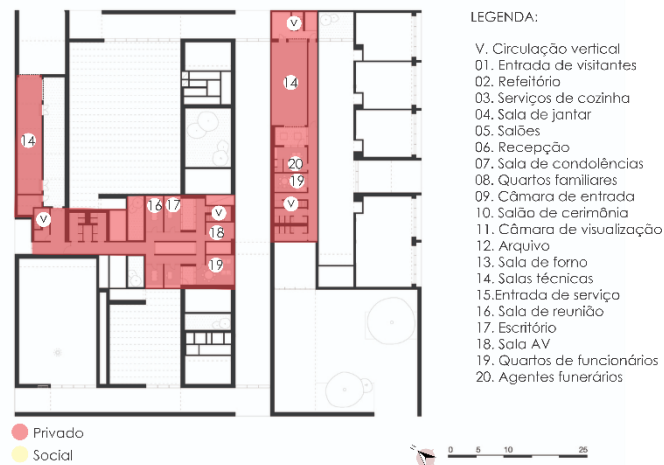 LEGENDA:
V. Circulação vertical
01. Entrada de visitantes
02. Refeitório
03. Serviços de cozinha
04. Sala de jantar
05. Salões
06. Recepção
07. Sala de condolências
08. Quartos familiares
09. Câmara de entrada
10. Salão de cerimônia
11. Câmara de visualização
12. Arquivo
13. Sala de forno
14. Salas técnicas
15.Entrada de serviço
16. Sala de reunião
17. Escritório
18. Sala AV
19. Quartos de funcionários
20. Agentes funerários
V
14
14
20
19
V
16 17
V
V
18
19
Privado
Social
0 5 10 25